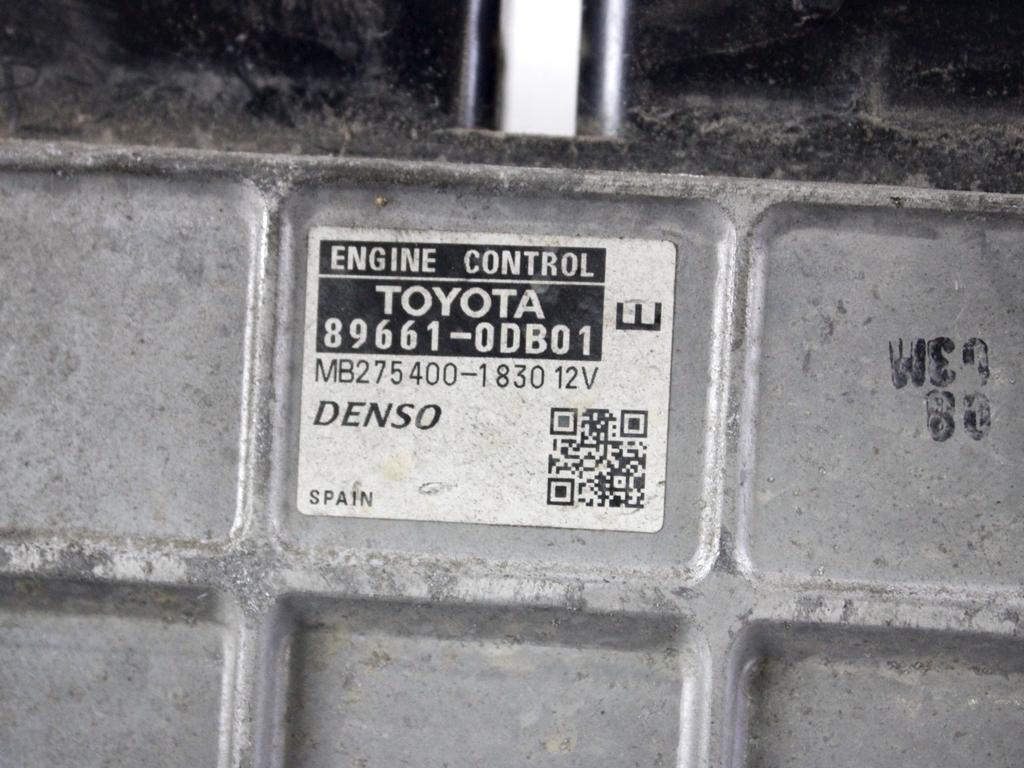 ENGINE CONTROL
TOYOTA
89661-0DB01
E
MB275400-1830 12V
DENSO
SPAIN